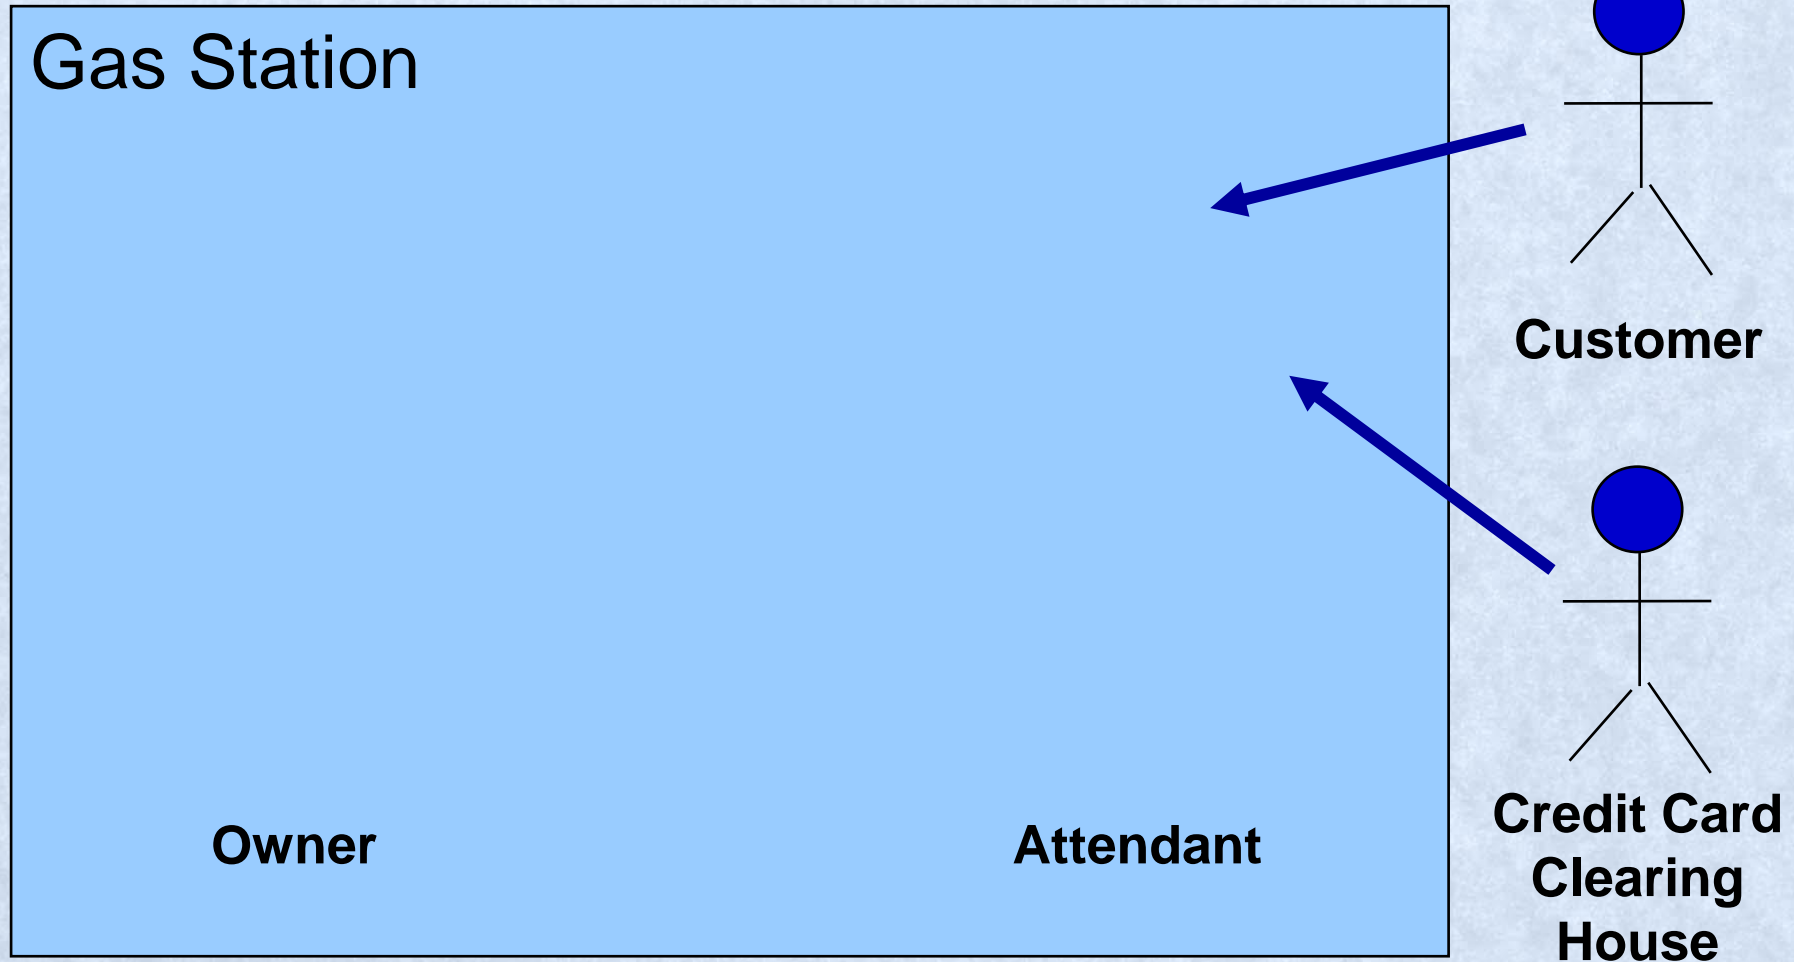 Gas Station
Customer
Owner
Attendant
Credit Card
Clearing
House